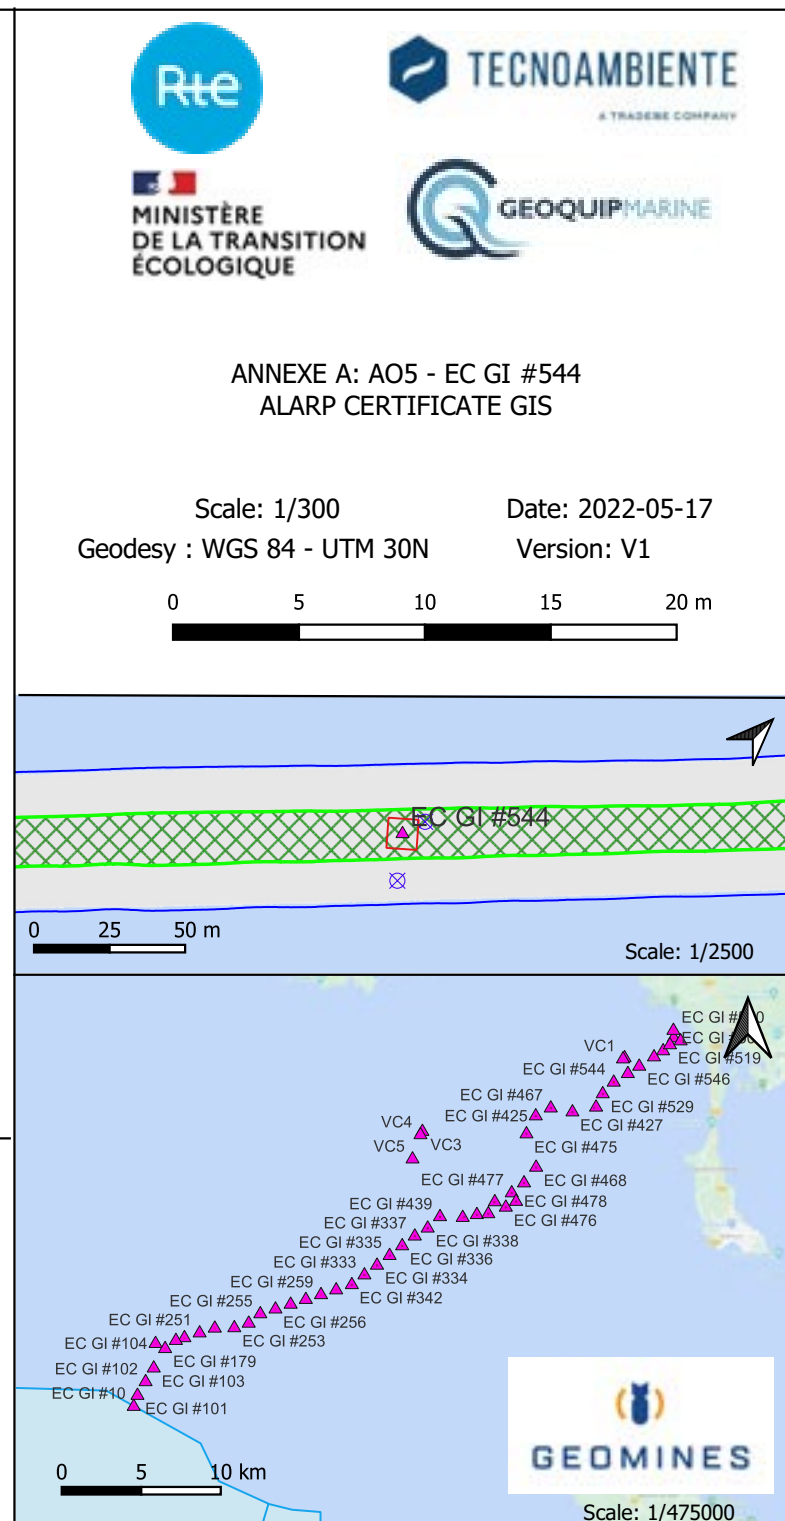 Rte
TECNOAMBIENTE
A TRADEBE COMPANY
MINISTÈRE
DE LA TRANSITION
ÉCOLOGIQUE
GEOQUIPMARINE
ANNEXE A: AO5 - EC GI #544
ALARP CERTIFICATE GIS
Scale: 1/300
Date: 2022-05-17
Geodesy : WGS 84 - UTM 30N
Version: V1
0 5 10 15 20 m
EC GI #544
0 25 50 m
Scale: 1/2500
EC GI
VC1
EC GI #519
EC GI #544
EC GI #546
EC GI #467
EC GI #529
EC GI #425
EC GI #427
VC4
VC3
EC GI #475
VC5
EC GI #477
EC GI #468
EC GI #439
EC GI #478
EC GI #476
EC GI #337
EC GI #338
EC GI #335
EC GI #336
EC GI #333
EC GI #334
EC GI #259
EC GI #342
EC GI #255
EC GI #256
EC GI #251
EC GI #253
EC GI #104
EC GI #179
EC GI #102
EC GI #103
EC GI #10
EC GI #101
0 5 10 km
GEOMINES
Scale: 1/475000